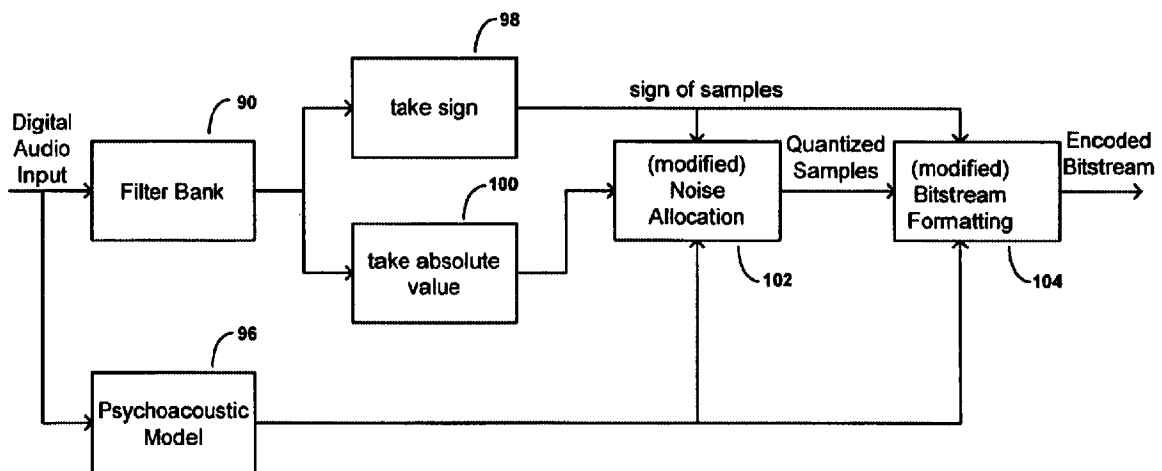 98
take sign
sign of samples
90
Digital
Audio
Input
Filter Bank
100
take absolute
value
(modified)
Noise
Allocation
102
Quantized
Samples
(modified)
Bitstream
Formatting
104
Encoded
Bitstream
96
Psychoacoustic
Model